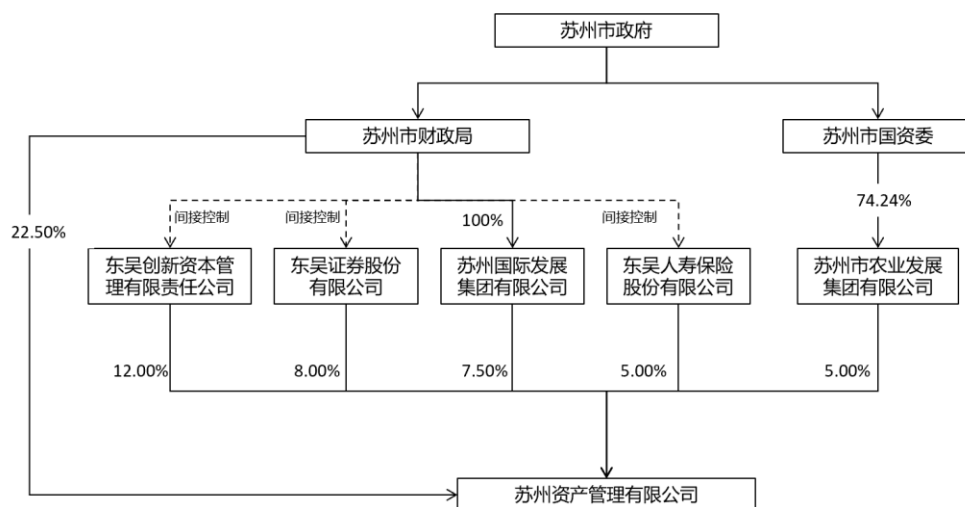 苏州市政府
苏州市财政局
苏州市国资委
间接控制
间接控制
100%
间接控制
74.24%
22.50%
东吴创新资本管
理有限责任公司
东吴证券股份
有限公司
苏州国际发展
集团有限公司
东吴人寿保险
股份有限公司
苏州市农业发展
集团有限公司
12.00%
8.00%
7.50%
5.00%
5.00%
苏州资产管理有限公司